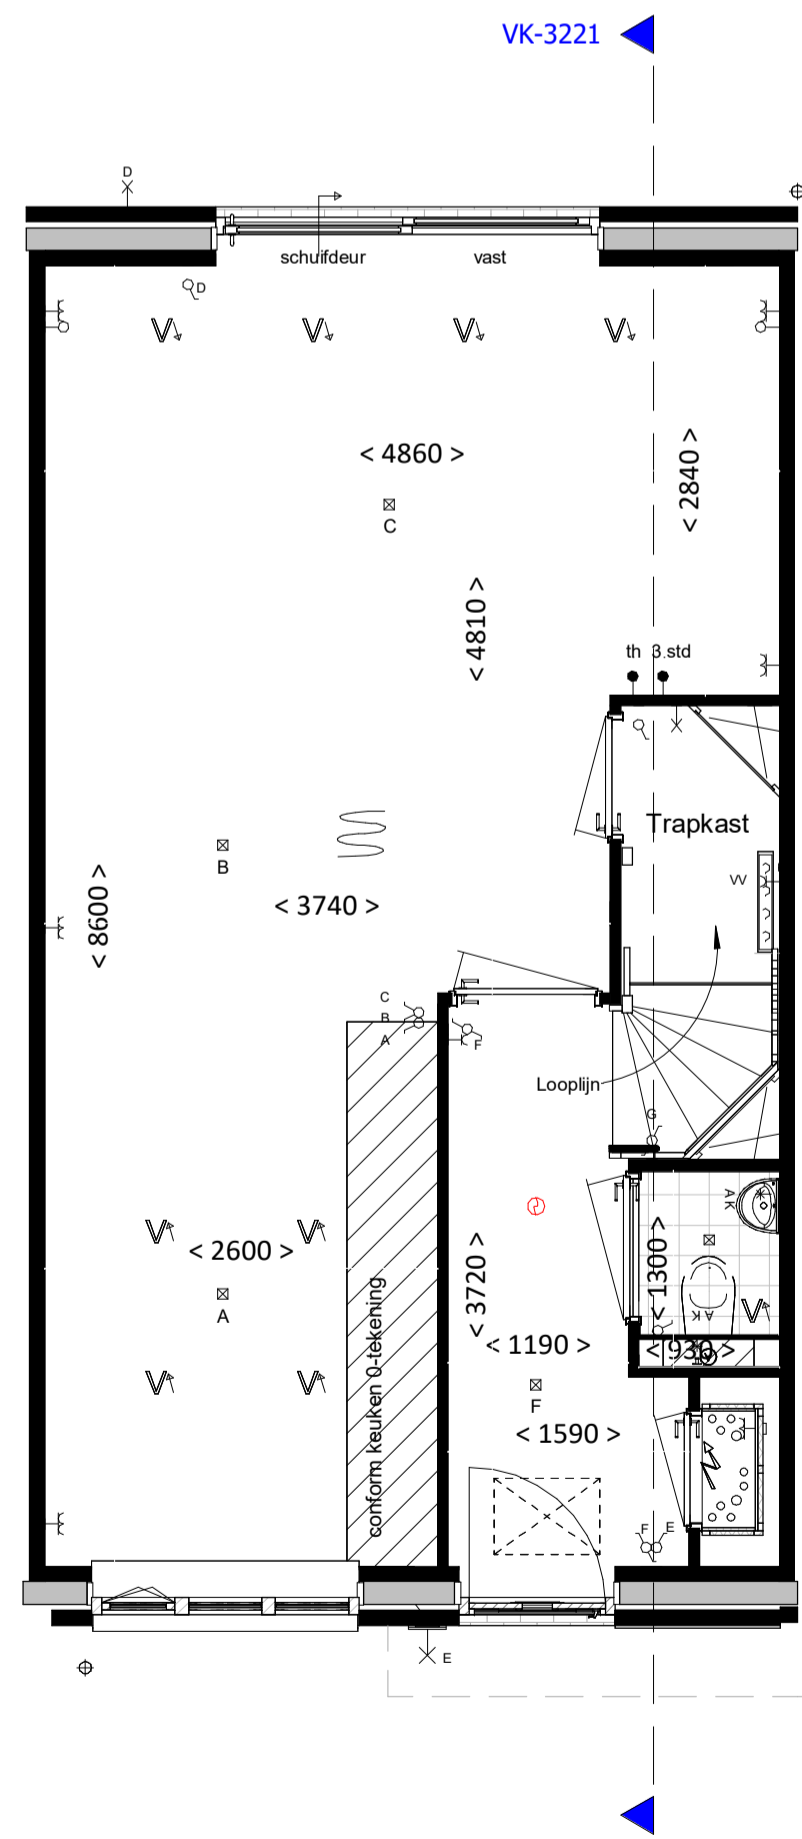 VK-3221
D
schuifdeur
vast
D
< 4860 >
< 2840 >
C
< 4810 >
th 3.std
Trapkast
B
< 3740 >
< 8600 >
C
B
A
F
Looplijn
G
AK
< 2600 >
A
< 3720 >
< 1300 >
AK
< 1190 >
< 930 >
conform keuken 0-tekening
F
< 1590 >
F
E
E